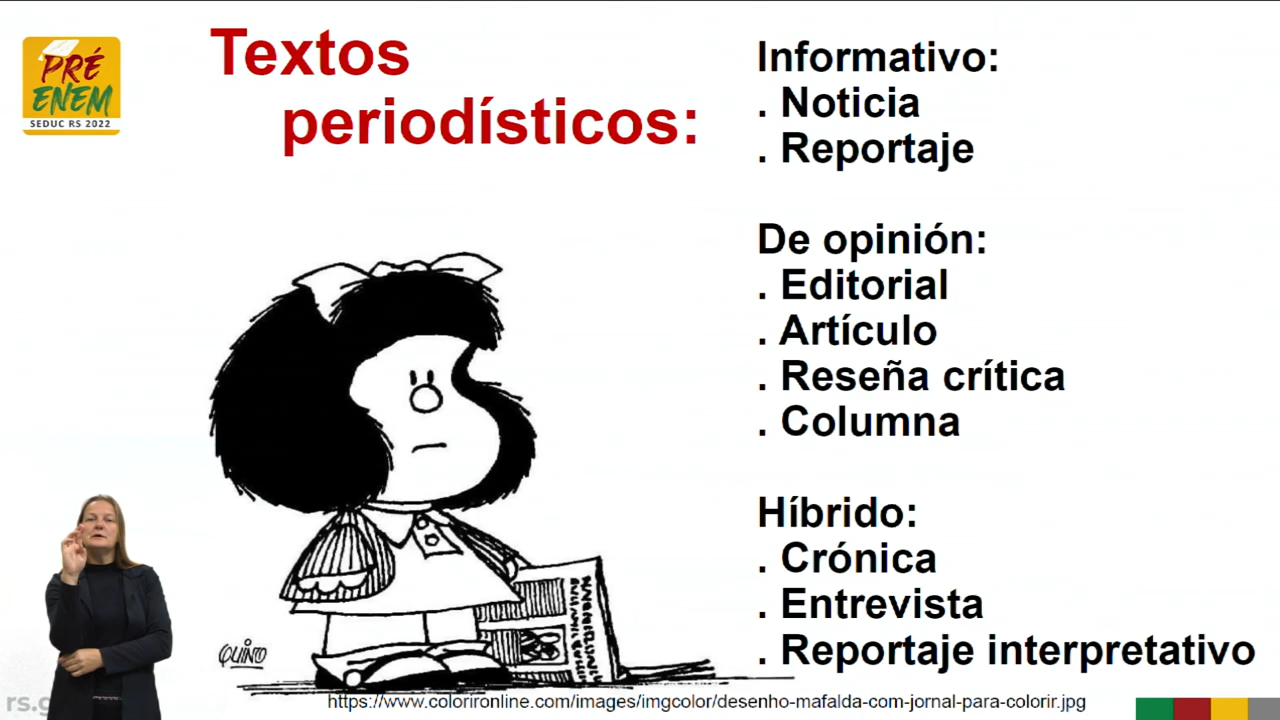 PRÉ
ENEM
SEDUC RS 2022
Textos
periodísticos:
Informativo:
. Noticia
. Reportaje
De opinión:
. Editorial
. Artículo
. Reseña crítica
. Columna
Híbrido:
. Crónica
. Entrevista
. Reportaje interpretativo
QUINO
rs.g
https://www.colorironline.com/images/imgcolor/desenho-mafalda-com-jornal-para-colorir.jpg